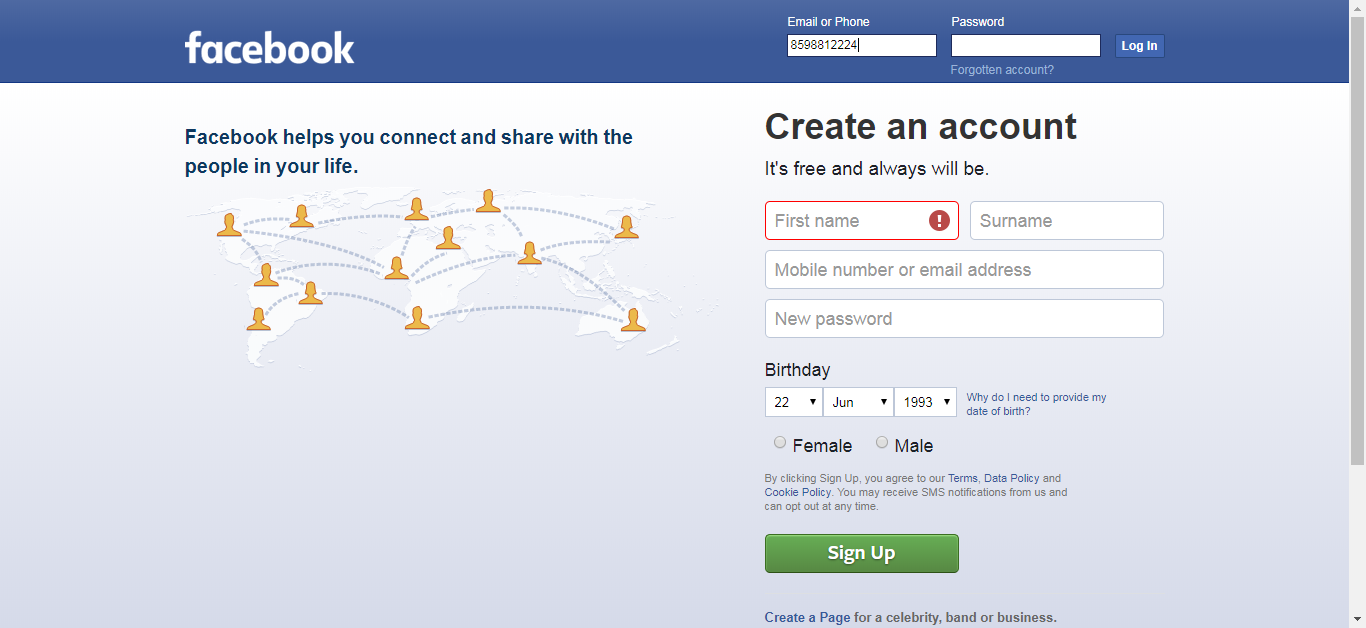 facebook
Email or Phone
Password
8598812224
Log In
Forgotten account?
Facebook helps you connect and share with the
people in your life.
Create an account
It's free and always will be.
First name
Surname
Mobile number or email address
New password
Birthday
22 Jun 1993
Why do I need to provide my
date of birth?
Female Male
By clicking Sign Up, you agree to our Terms, Data Policy and
Cookie Policy. You may receive SMS notifications from us and
can opt out at any time.
Sign Up
Create a Page for a celebrity, band or business.